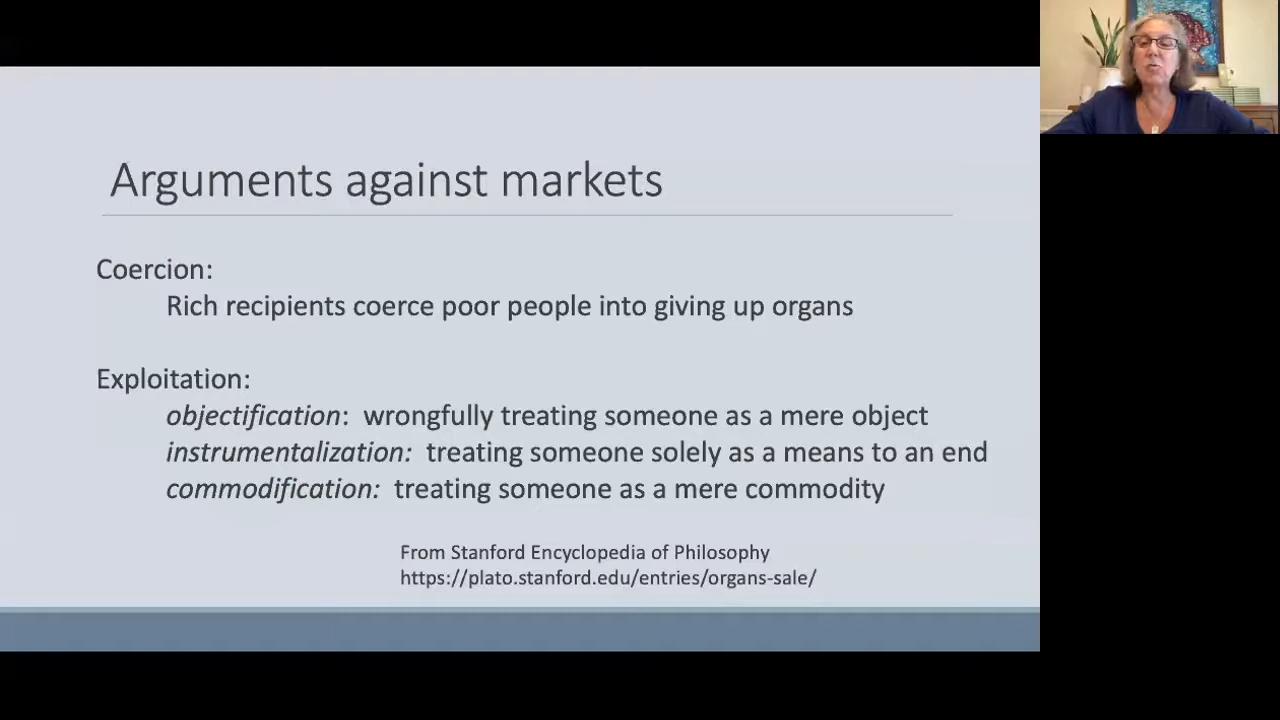 Arguments against markets
Coercion:
Rich recipients coerce poor people into giving up organs
Exploitation:
objectification: wrongfully treating someone as a mere object
instrumentalization: treating someone solely as a means to an end
commodification: treating someone as a mere commodity
From Stanford Encyclopedia of Philosophy
https://plato.stanford.edu/entries/organs-sale/